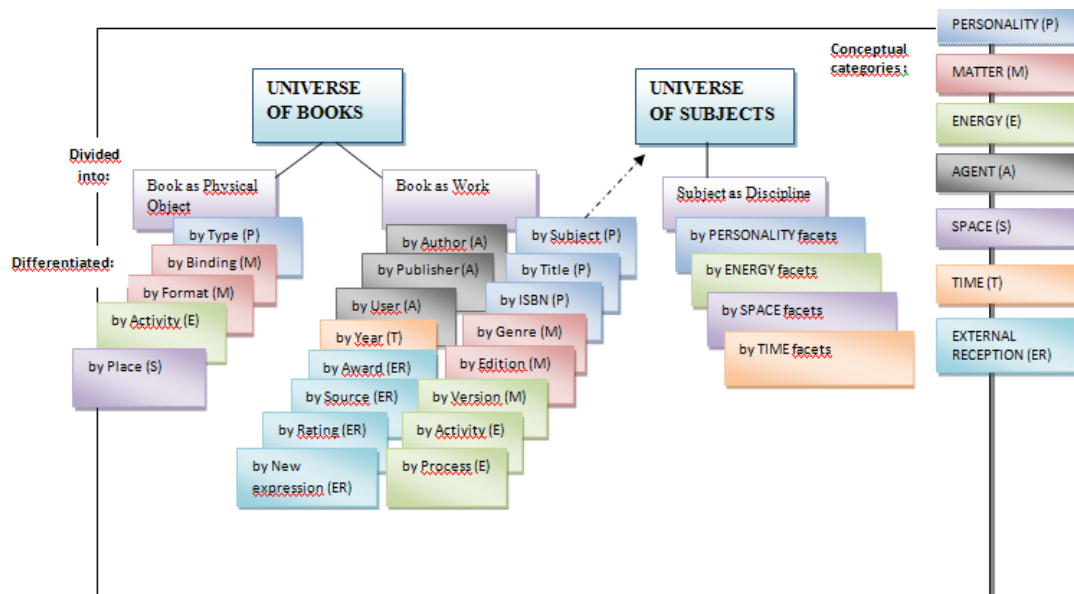 PERSONALITY (P)
Conceptual
categories :
MATTER (M)
ENERGY (E)
AGENT (A)
SPACE (S)
TIME (T)
EXTERNAL
RECEPTION (ER)
UNIVERSE
OF BOOKS
UNIVERSE
OF SUBJECTS
Divided
into:
Book as Physical
Object
Book as Work
Subject as Discipline
Differentiated:
by Type (P)
by Binding (M)
by Format (M)
by Activity (E)
by Place (S)
by Author (A)
by Publisher (A)
by User (A)
by Year (T)
by Award (ER)
by Source (ER)
by Rating (ER)
by New
expression (ER)
by Subject (P)
by Title (P)
by ISBN (P)
by Genre (M)
by Edition (M)
by Version (M)
by Activity (E)
by Process (E)
by PERSONALITY facets
by ENERGY facets
by SPACE facets
by TIME facets